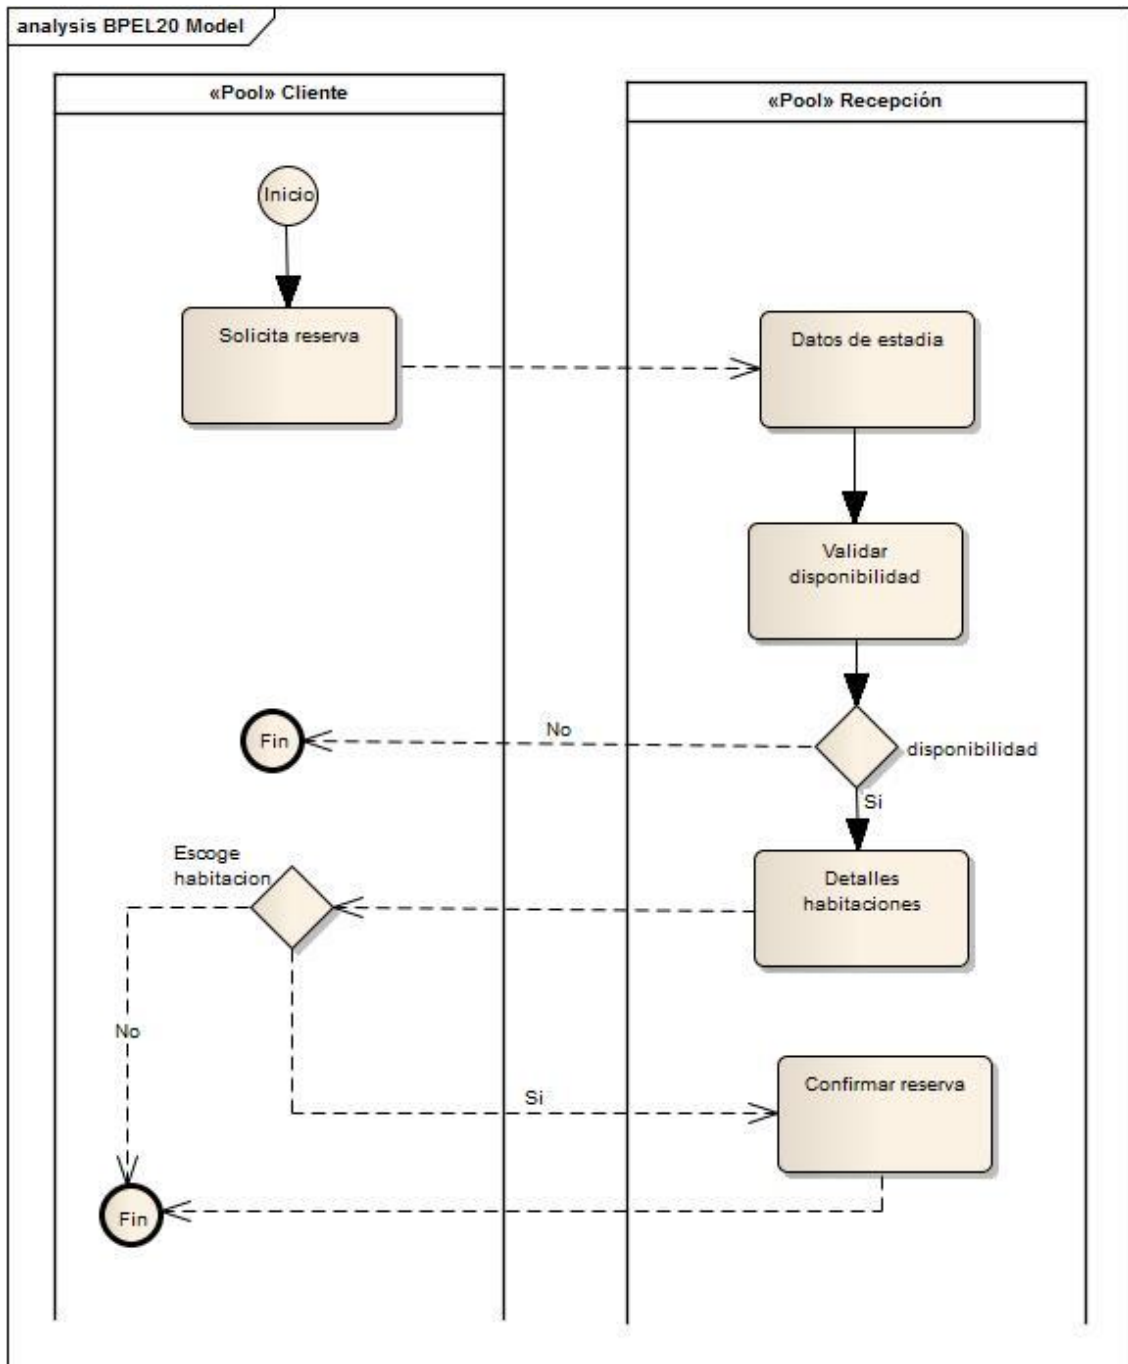 analysis BPEL20 Model
«Pool» Cliente
«Pool» Recepción
Inicio
Solicita reserva
Datos de estadia
Validar
disponibilidad
No
Fin
disponibilidad
Si
Escoge
habitacion
Detalles
habitaciones
No
Si
Confirmar reserva
Fin